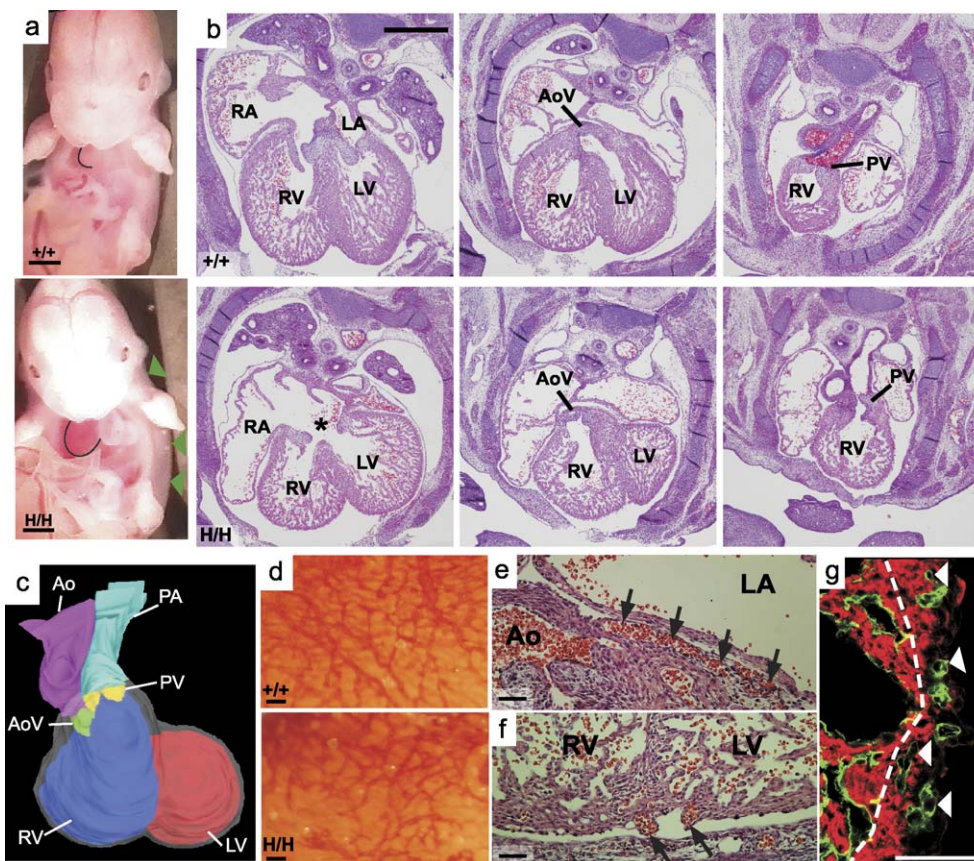 a
+/+
H/H
b
RA
LA
RV
LV
+/+
AoV
RV
LV
RV
PV
RA
*
RV
LV
H/H
AoV
RV
LV
PV
RV
c
Ao
PA
PV
AoV
RV
LV
d
+/+
H/H
e
LA
Ao
f
RV
LV
g